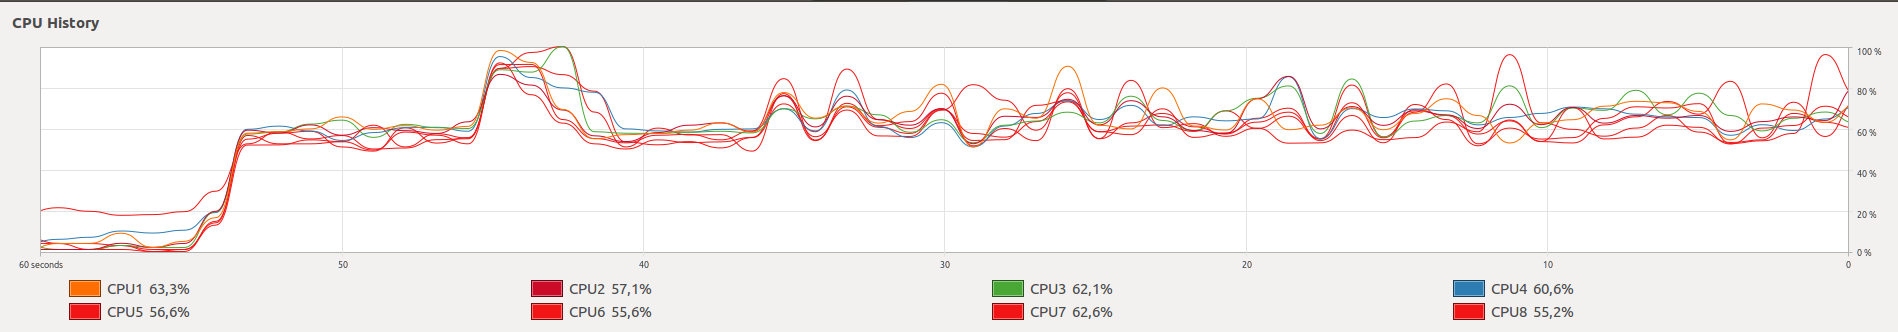 CPU History
100 %
80 %
60 %
40 %
20 %
0 %
60 seconds 50 40 30 20 10 0
CPU1 63,3% CPU2 57,1% CPU3 62,1% CPU4 60,6%
CPU5 56,6% CPU6 55,6% CPU7 62,6% CPU8 55,2%